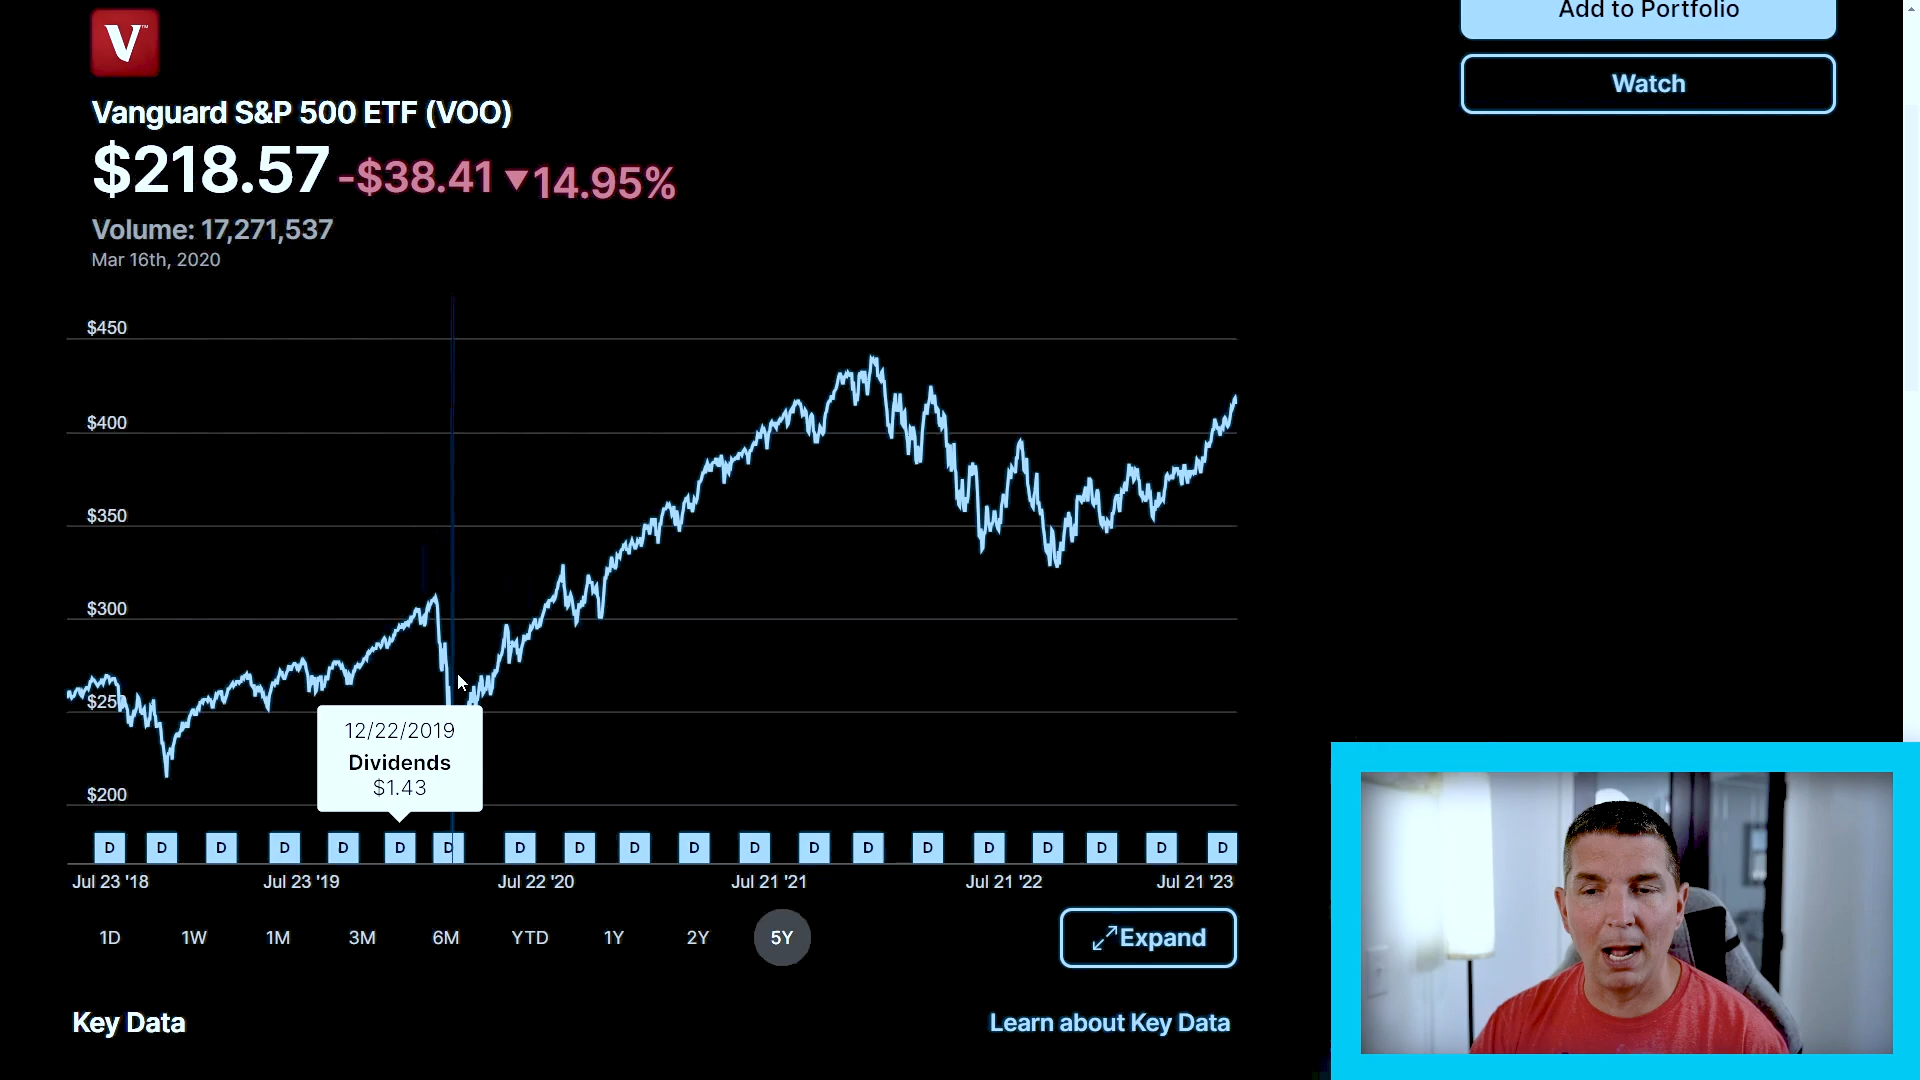 V
Add to Portfolio
Watch
Vanguard S&P 500 ETF (VOO)
$218.57 -$38.41 ▼14.95%
Volume: 17,271,537
Mar 16th, 2020
$450
$400
$350
$300
$25
12/22/2019
Dividends
$1.43
$200
D D D D D D D D D D D D D D D D D D D D
Jul 23 '18 Jul 23 '19 Jul 22 '20 Jul 21 '21 Jul 21 '22 Jul 21 '23
1D 1W 1M 3M 6M YTD 1Y 2Y 5Y
Expand
Key Data
Learn about Key Data